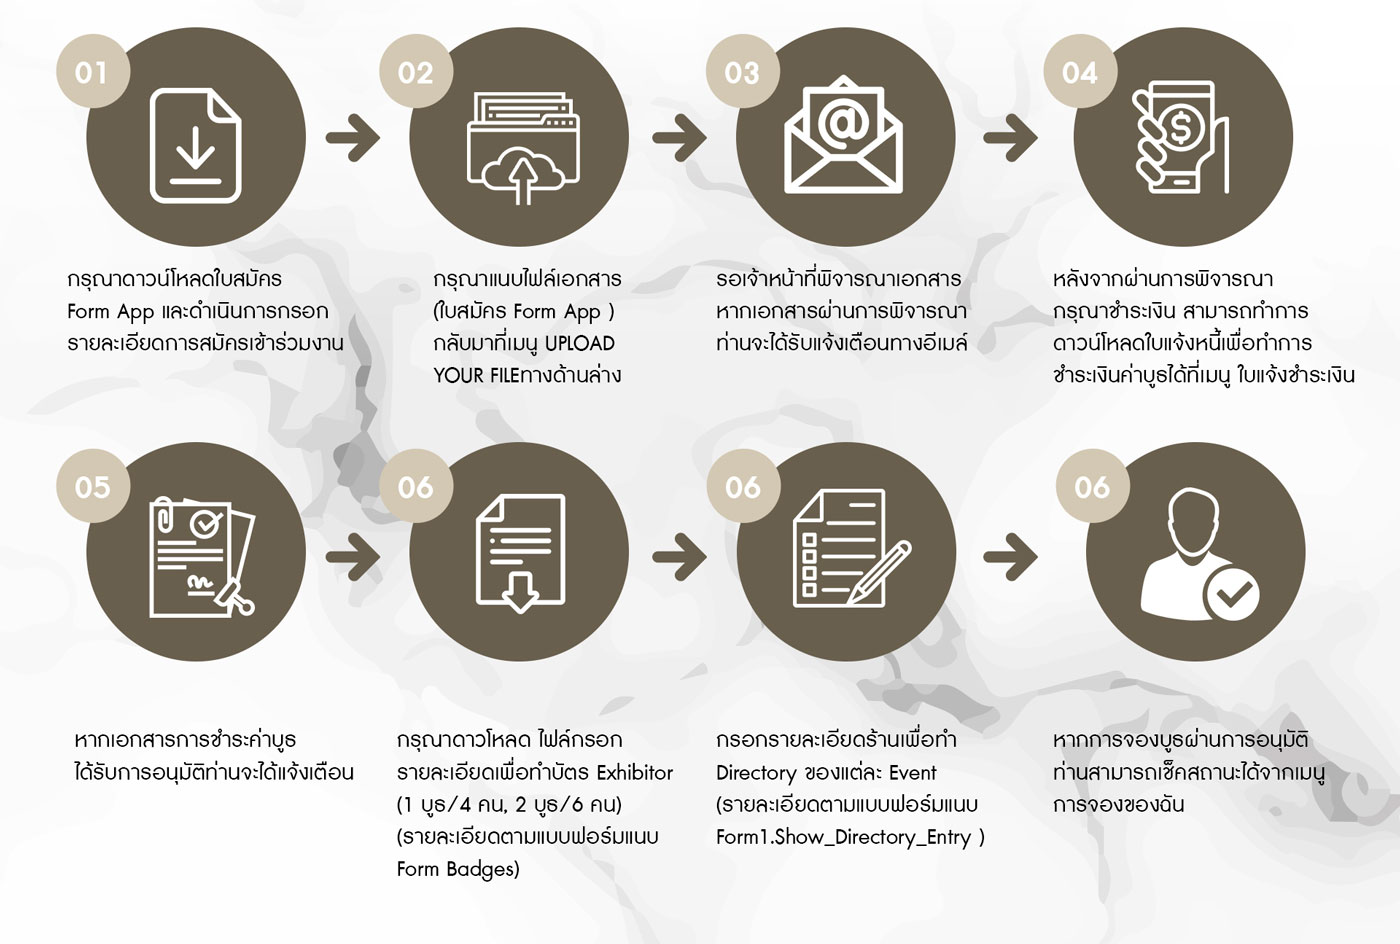 01
กรุณาดาวน์โหลดใบสมัคร
Form App และดำเนินการกรอก
รายละเอียดการสมัครเข้าร่วมงาน
02
กรุณาแนบไฟล์เอกสาร
(ใบสมัคร Form App )
กลับมาที่เมนู UPLOAD
YOUR FILEทางด้านล่าง
03
รอเจ้าหน้าที่พิจารณาเอกสาร
หากเอกสารผ่านการพิจารณา
ท่านจะได้รับแจ้งเตือนทางอีเมล์
04
หลังจากผ่านการพิจารณา
กรุณาชำระเงิน สามารถทำการ
ดาวน์โหลดใบแจ้งหนี้เพื่อทำการ
ชำระเงินค่าบูธได้ที่เมนู ใบแจ้งชำระเงิน
05
หากเอกสารการชำระค่าบูธ
ได้รับการอนุมัติท่านจะได้แจ้งเตือน
06
กรุณาดาวโหลด ไฟล์กรอก
รายละเอียดเพื่อทำบัตร Exhibitor
(1 บูธ/4 คน, 2 บูธ/6 คน)
(รายละเอียดตามแบบฟอร์มแนบ
Form Badges)
06
กรอกรายละเอียดร้านเพื่อทำ
Directory ของแต่ละ Event
(รายละเอียดตามแบบฟอร์มแนบ
Form1.Show_Directory_Entry )
06
หากการจองบูธผ่านการอนุมัติ
ท่านสามารถเช็คสถานะได้จากเมนู
การจองของฉัน